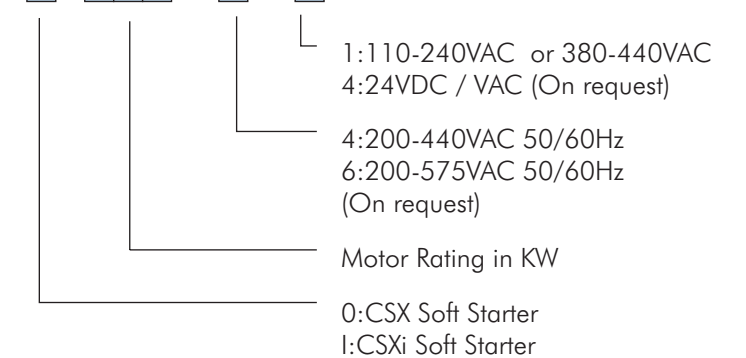 1:110-240VAC or 380-440VAC
4:24VDC / VAC (On request)
4:200-440VAC 50/60Hz
6:200-575VAC 50/60Hz
(On request)
Motor Rating in KW
0:CSX Soft Starter
I:CSXi Soft Starter